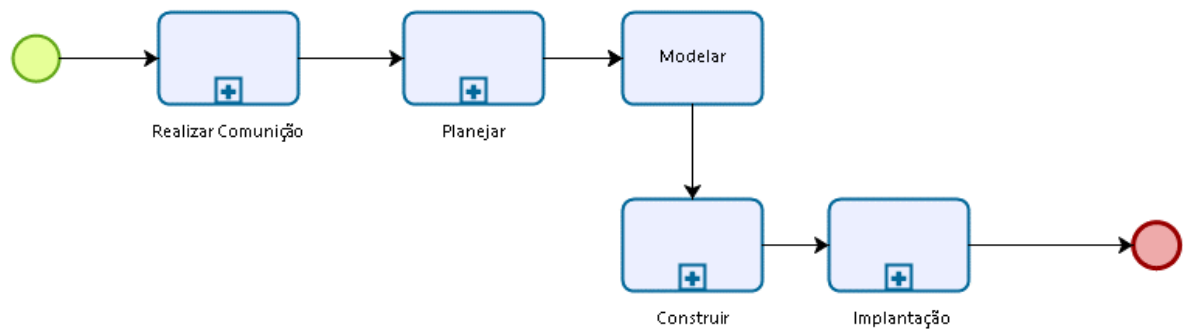 Modelar
Realizar Comunição
Planejar
Construir
Implantação